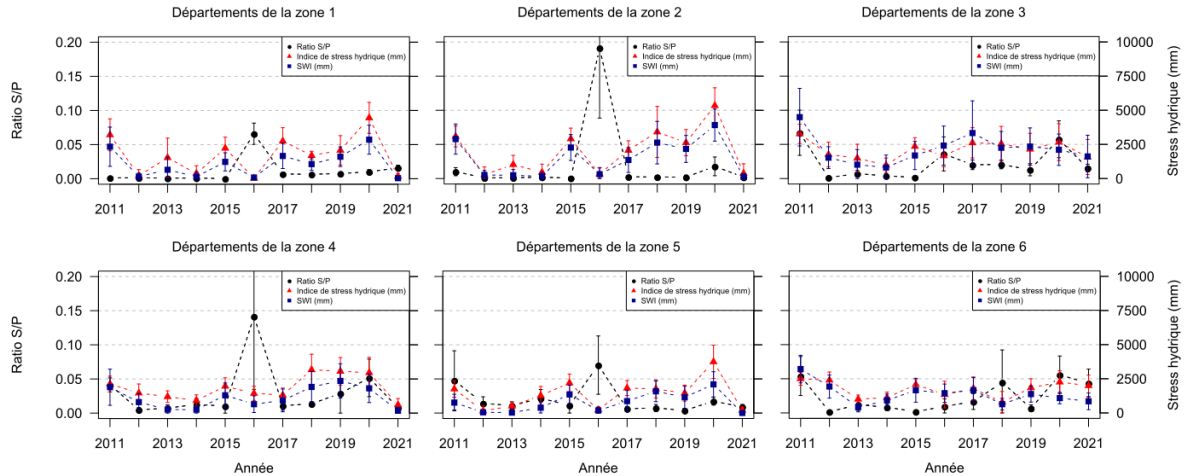 Départements de la zone 1
Départements de la zone 2
Départements de la zone 3
Ratio S/P
0.20
0.15
0.10
0.05
0.00
Ratio S/P
Indice de stress hydrique (mm)
SWI (mm)
2011 2013 2015 2017 2019 2021
Ratio S/P
Indice de stress hydrique (mm)
SWI (mm)
2011 2013 2015 2017 2019 2021
Ratio S/P
Indice de stress hydrique (mm)
SWI (mm)
2011 2013 2015 2017 2019 2021
10000
7500
5000
2500
0
Stress hydrique (mm)
Départements de la zone 4
Départements de la zone 5
Départements de la zone 6
Ratio S/P
0.20
0.15
0.10
0.05
0.00
Ratio S/P
Indice de stress hydrique (mm)
SWI (mm)
2011 2013 2015 2017 2019 2021
Année
Ratio S/P
Indice de stress hydrique (mm)
SWI (mm)
2011 2013 2015 2017 2019 2021
Année
Ratio S/P
Indice de stress hydrique (mm)
SWI (mm)
2011 2013 2015 2017 2019 2021
Année
10000
7500
5000
2500
0
Stress hydrique (mm)